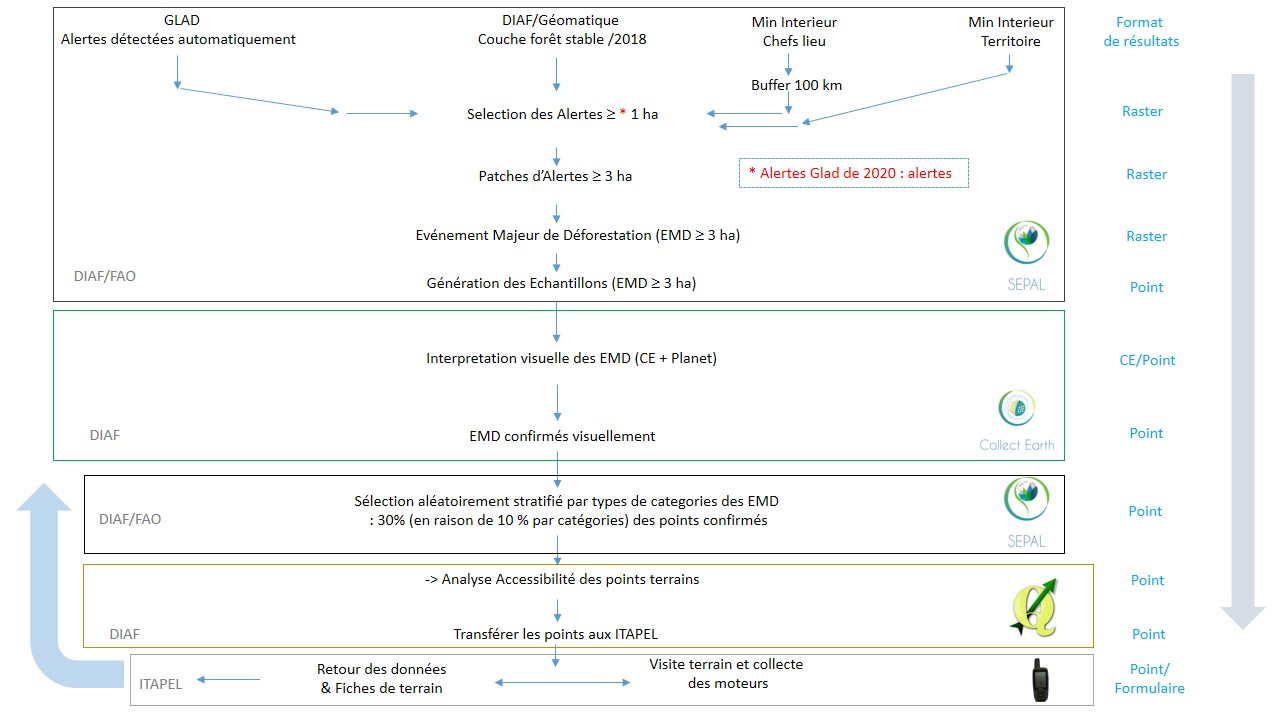 GLAD
Alertes détectées automatiquement
DIAF/Géomatique
Couche forêt stable /2018
Min Interieur
Chefs lieu
Min Interieur
Territoire
Format
de résultats
Buffer 100 km
Selection des Alertes ≥ * 1 ha
Raster
Patches d'Alertes ≥ 3 ha
* Alertes Glad de 2020 : alertes
Raster
Evénement Majeur de Déforestation (EMD ≥ 3 ha)
Raster
DIAF/FAO
Génération des Echantillons (EMD ≥ 3 ha)
SEPAL
Point
Interpretation visuelle des EMD (CE + Planet)
CE/Point
DIAF
EMD confirmés visuellement
Collect Earth
Point
Sélection aléatoirement stratifié par types de categories des EMD
: 30% (en raison de 10 % par catégories) des points confirmés
DIAF/FAO
SEPAL
Point
-> Analyse Accessibilité des points terrains
Point
DIAF
Transférer les points aux ITAPEL
Point
ITAPEL
Retour des données
& Fiches de terrain
Visite terrain et collecte
des moteurs
Point/
Formulaire